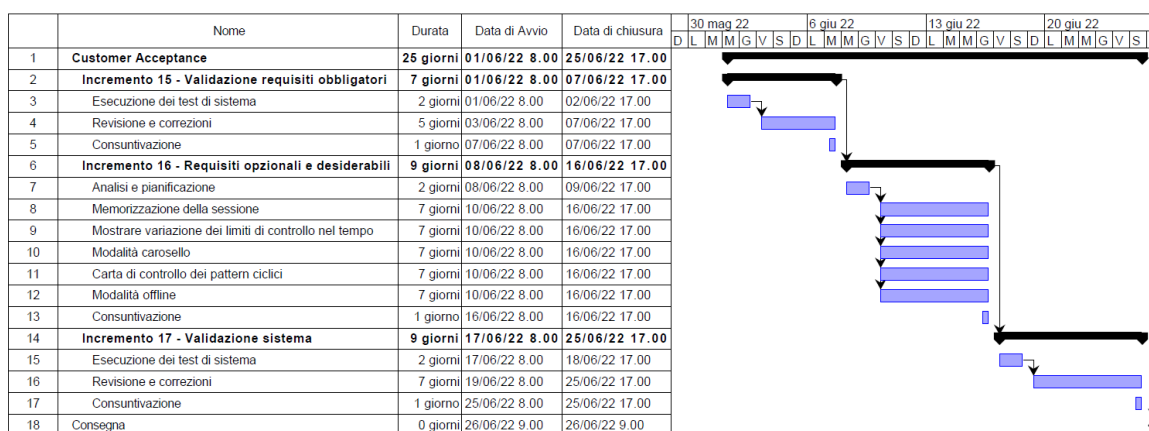 Nome Durata Data di Avvio Data di chiusura 30 mag 22 6 giu 22 13 giu 22 20 giu 22
D L M M G V S D L M M G V S D L M M G V S D L M M G V S
1 Customer Acceptance 25 giorni 01/06/22 8.00 25/06/22 17.00
2 Incremento 15 - Validazione requisiti obbligatori 7 giorni 01/06/22 8.00 07/06/22 17.00
3 Esecuzione dei test di sistema 2 giorni 01/06/22 8.00 02/06/22 17.00
4 Revisione e correzioni 5 giorni 03/06/22 8.00 07/06/22 17.00
5 Consuntivazione 1 giorno 07/06/22 8.00 07/06/22 17.00
6 Incremento 16 - Requisiti opzionali e desiderabili 9 giorni 08/06/22 8.00 16/06/22 17.00
7 Analisi e pianificazione 2 giorni 08/06/22 8.00 09/06/22 17.00
8 Memorizzazione della sessione 7 giorni 10/06/22 8.00 16/06/22 17.00
9 Mostrare variazione dei limiti di controllo nel tempo 7 giorni 10/06/22 8.00 16/06/22 17.00
10 Modalità carosello 7 giorni 10/06/22 8.00 16/06/22 17.00
11 Carta di controllo dei pattern ciclici 7 giorni 10/06/22 8.00 16/06/22 17.00
12 Modalità offline 7 giorni 10/06/22 8.00 16/06/22 17.00
13 Consuntivazione 1 giorno 16/06/22 8.00 16/06/22 17.00
14 Incremento 17 - Validazione sistema 9 giorni 17/06/22 8.00 25/06/22 17.00
15 Esecuzione dei test di sistema 2 giorni 17/06/22 8.00 18/06/22 17.00
16 Revisione e correzioni 7 giorni 19/06/22 8.00 25/06/22 17.00
17 Consuntivazione 1 giorno 25/06/22 8.00 25/06/22 17.00
18 Consegna 0 giorni 26/06/22 9.00 26/06/22 9.00